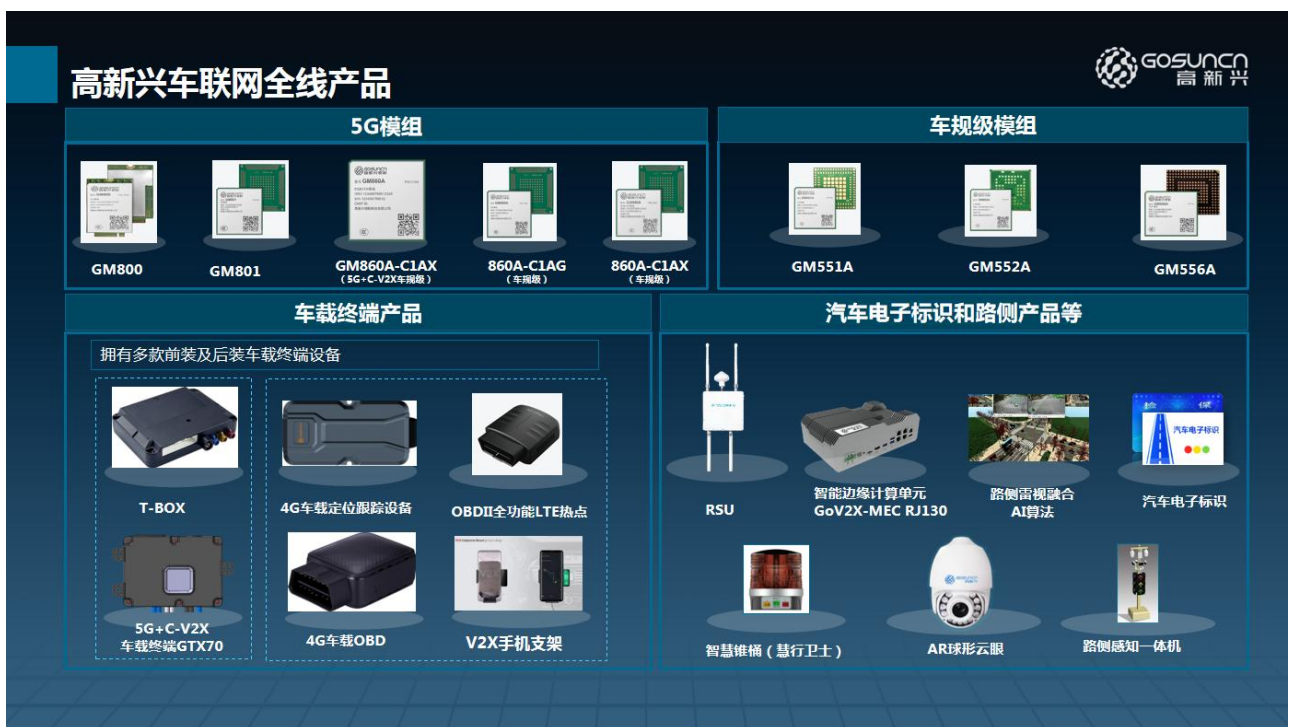 高新兴车联网全线产品
GOSUNCN
高新兴
5G模组
车规级模组
GM860A
GM800
GM801
GM860A-C1AX
（5G+C-V2X车规级）
860A-C1AG
（车规级）
860A-C1AX
（车规级）
GM551A
GM552A
GM556A
车载终端产品
汽车电子标识和路侧产品等
拥有多款前装及后装车载终端设备
汽车电子标识
T-BOX
4G车载定位跟踪设备
OBDII全功能LTE热点
RSU
智能边缘计算单元
GoV2X-MEC RJ130
路侧雷视融合
AI算法
汽车电子标识
GOSUNCN
5G+C-V2X
车载终端GTX70
4G车载OBD
V2X手机支架
智慧锥桶（慧行卫士）
AR球形云眼
路侧感知一体机